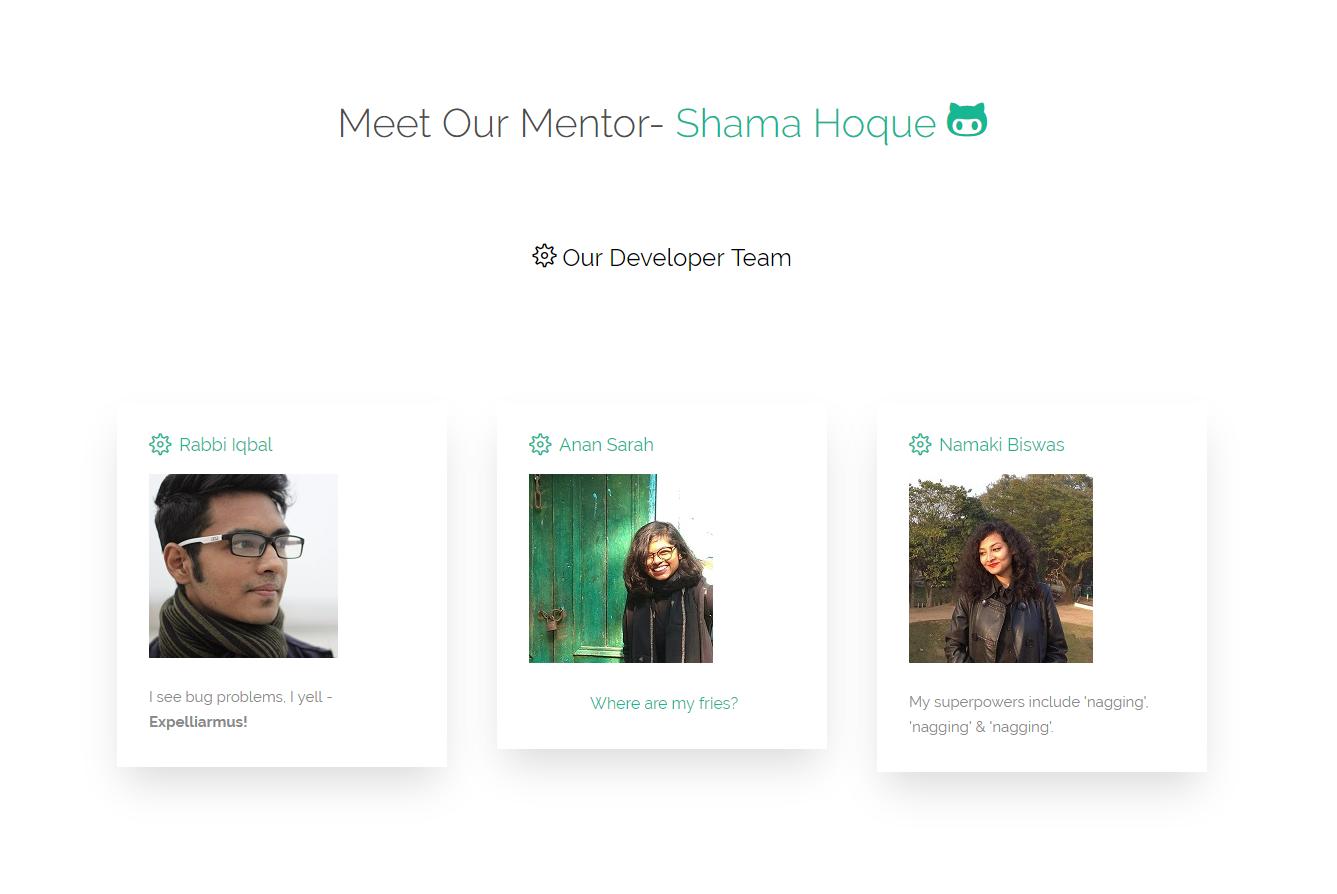 Meet Our Mentor- Shama Hoque
Our Developer Team
Rabbi Iqbal
I see bug problems, I yell -
Expelliarmus!
Anan Sarah
Where are my fries?
Namaki Biswas
My superpowers include 'nagging',
'nagging' & 'nagging'.